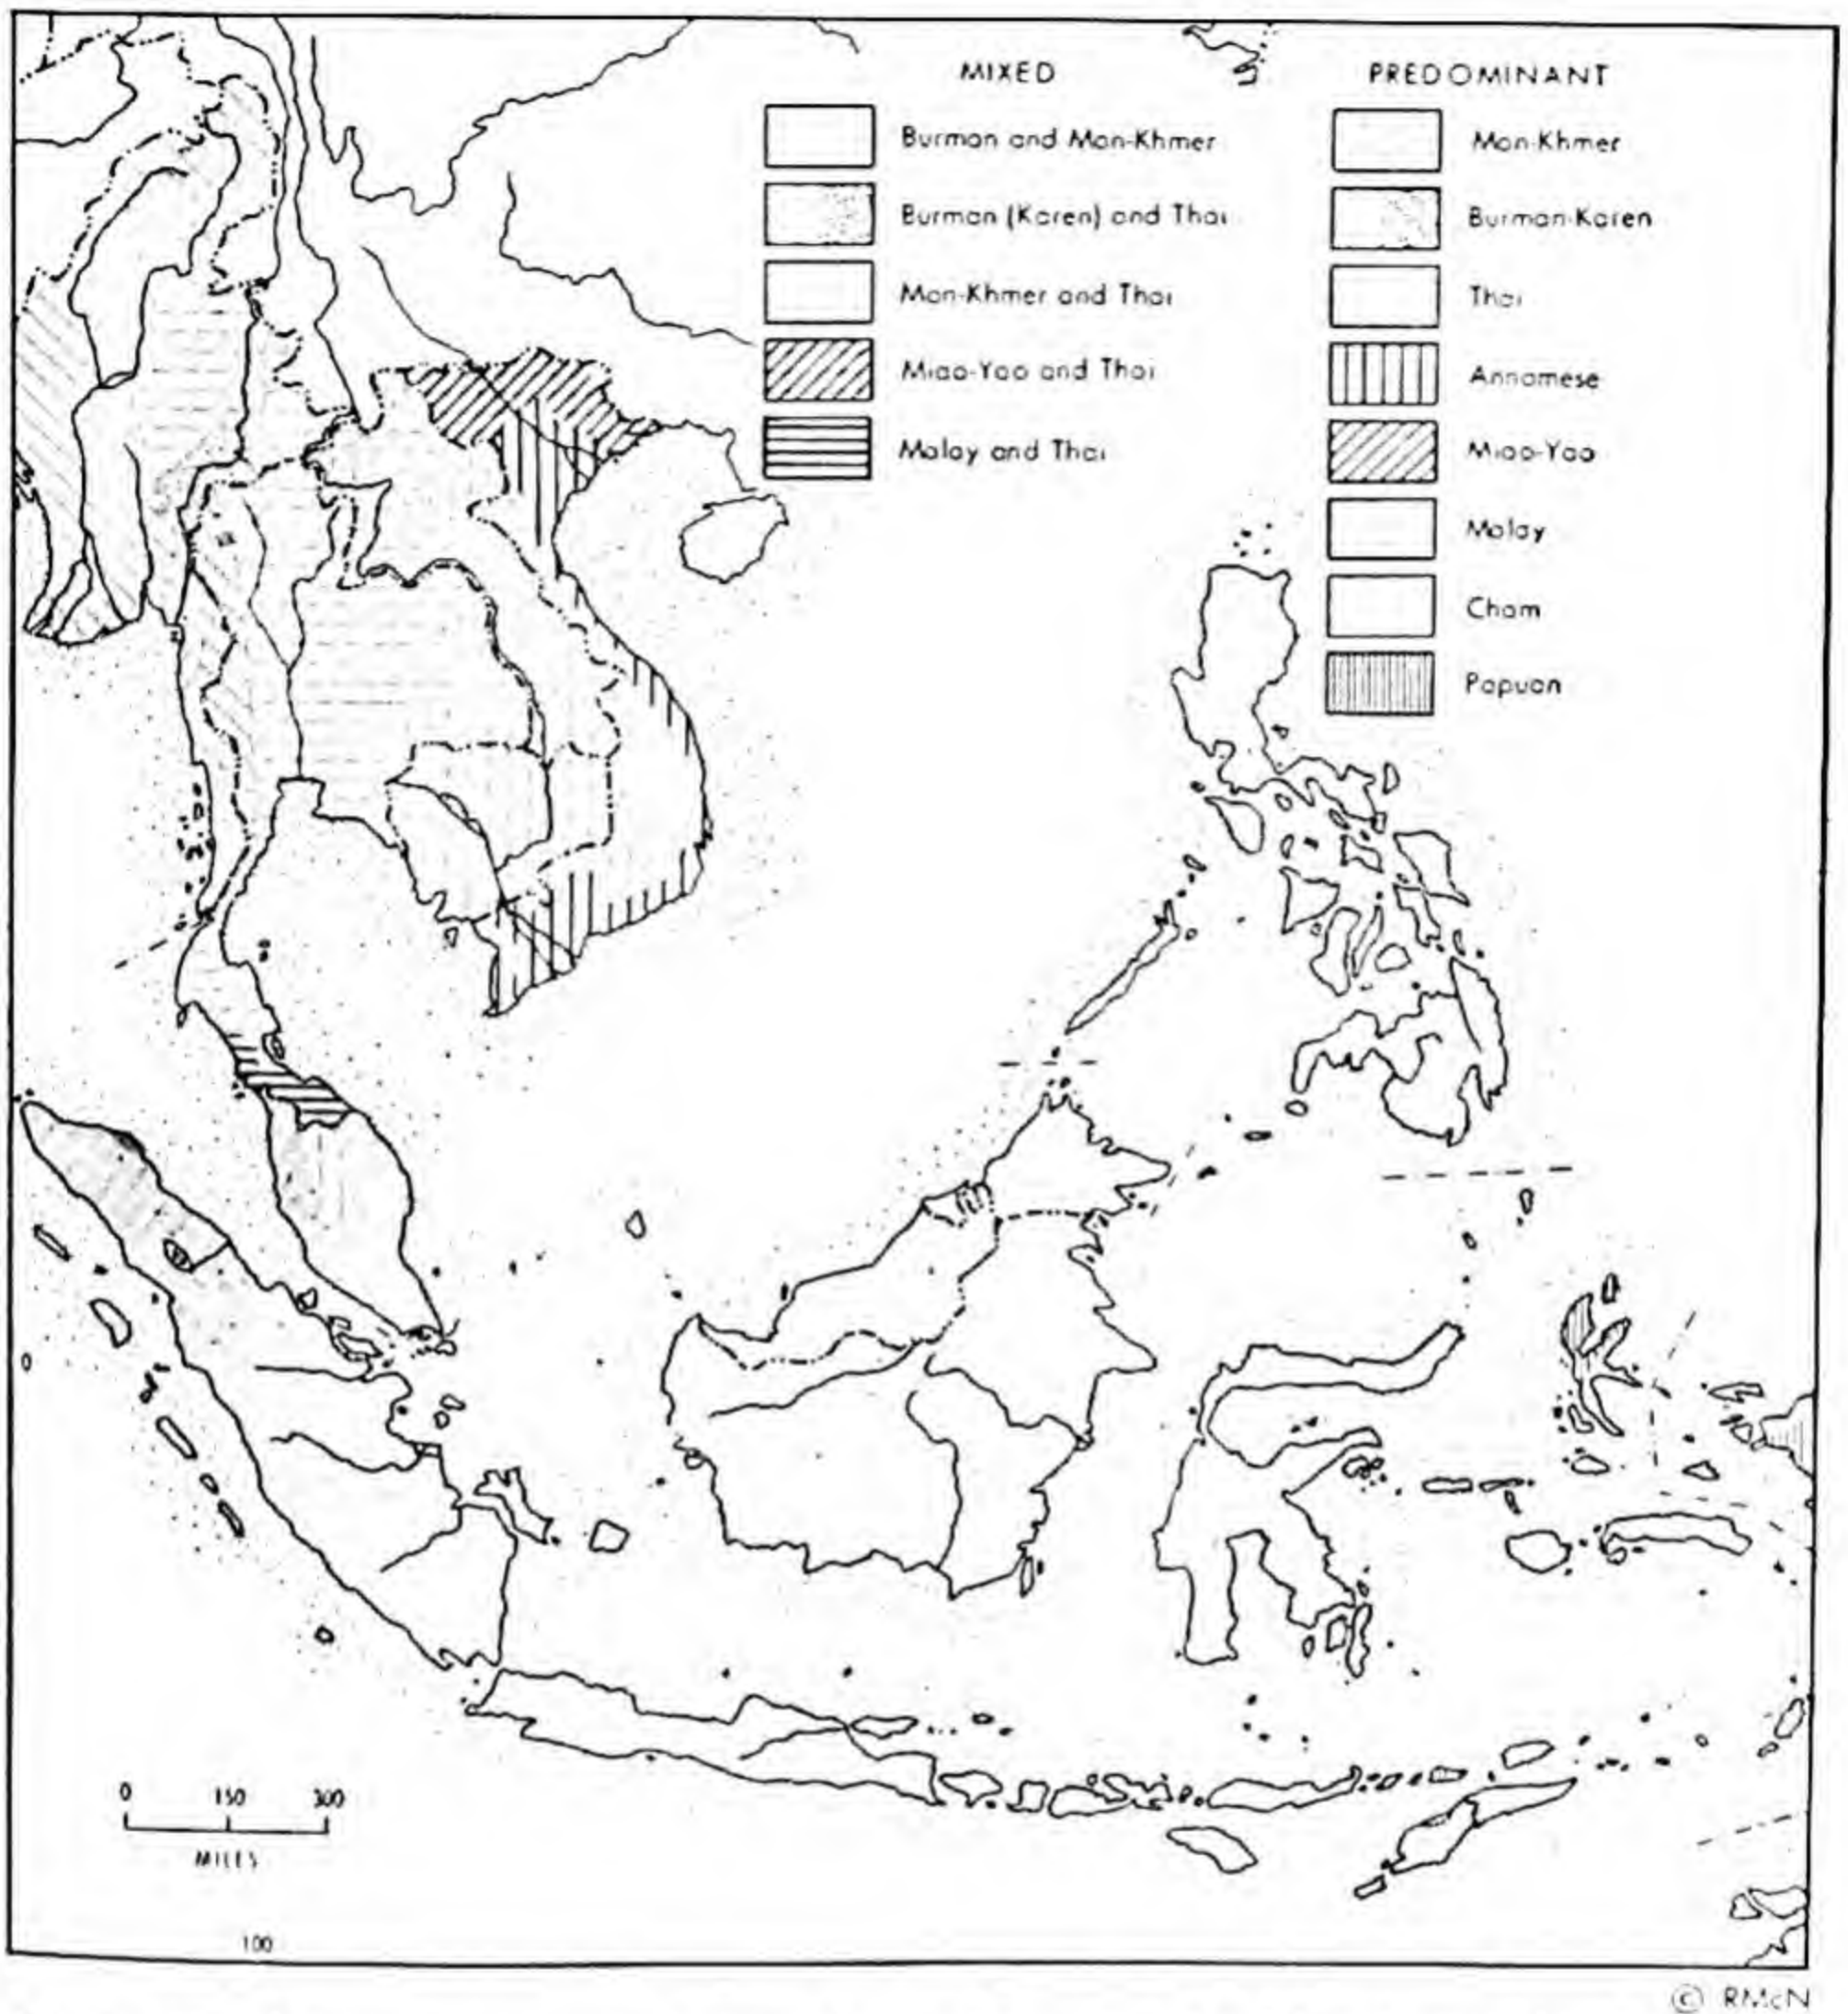 MIXED
Burman and Mon-Khmer
Burman (Karen) and Thai
Mon-Khmer and Thai
Miao-Yao and Thai
Malay and Thai
PREDOMINANT
Mon-Khmer
Burman-Karen
Thai
Annamese
Miao-Yao
Malay
Cham
Papuan
0
0 150 300
MILES
100
© RMcN